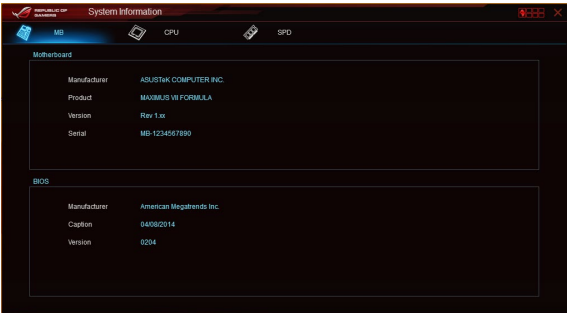 REPUBLIC OF
GAMERS
System Information
MB CPU SPD
Motherboard
Manufacturer ASUSTeK COMPUTER INC.
Product MAXIMUS VII FORMULA
Version Rev 1.xx
Serial MB-1234567890
BIOS
Manufacturer American Megatrends Inc.
Caption 04/08/2014
Version 0204